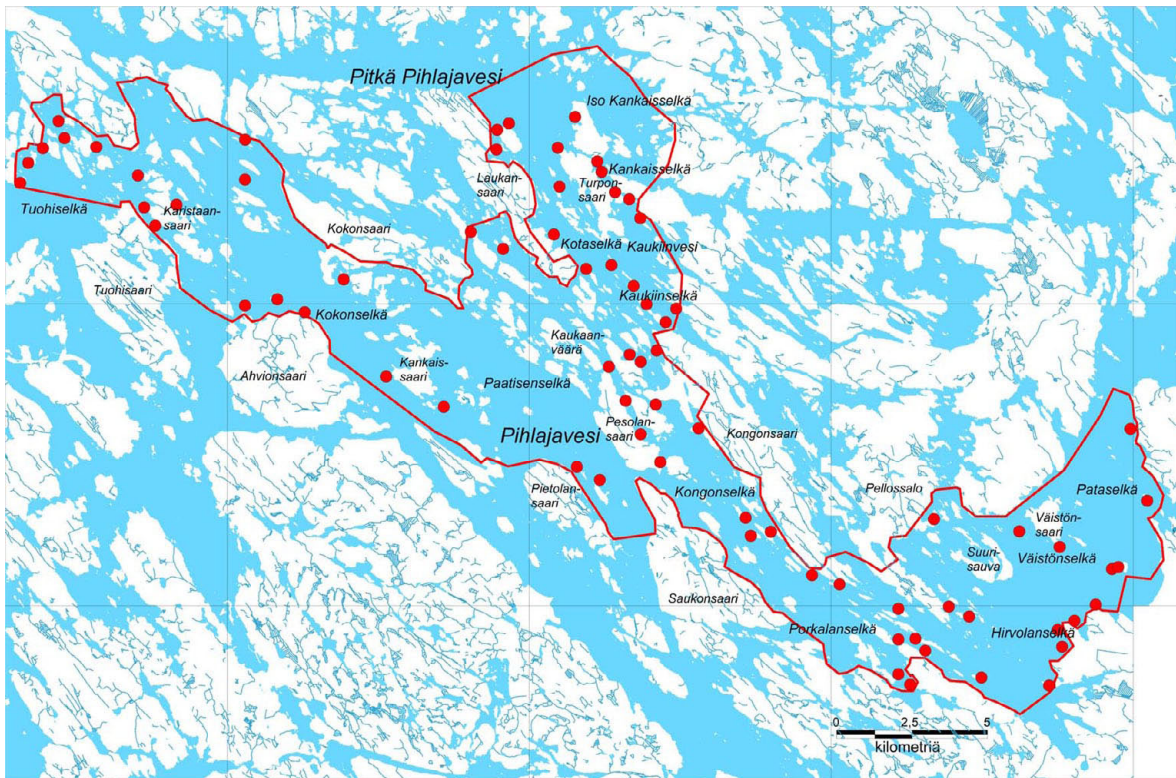 Pitkä Pihlajavesi
Iso Kankaisselkä
Kankaisselkä
Laukan-
saari
Turpon-
saari
Tuohiselkä
Karistaan-
saari
Kokonsaari
Kotaselkä
Kaukiinvesi
Tuohisaari
Kaukiinselkä
Kokonselkä
Kaukaan-
väärä
Ahvionsaari
Kankais-
saari
Paatisenselkä
Pihlajavesi
Pesolan-
saari
Kongonsaari
Pietolan-
saari
Kongonselkä
Pellossalo
Pataselkä
Väistön-
saari
Suuri-
sauva
Väistönselkä
Saukonsaari
Porkalanselkä
Hirvolanselkä
0 2,5 5
kilometriä